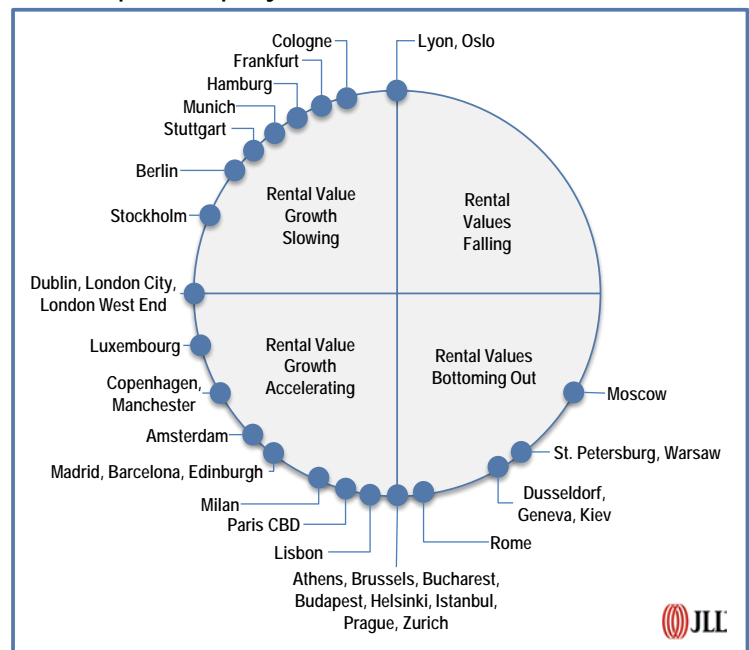 Cologne
Lyon, Oslo
Frankfurt
Hamburg
Munich
Stuttgart
Berlin
Stockholm
Rental Value
Growth
Slowing
Rental
Values
Falling
Dublin, London City,
London West End
Luxembourg
Rental Value
Growth
Accelerating
Rental Values
Bottoming Out
Copenhagen,
Manchester
Moscow
Amsterdam
St. Petersburg, Warsaw
Madrid, Barcelona, Edinburgh
Dusseldorf,
Geneva, Kiev
Milan
Paris CBD
Rome
Lisbon
Athens, Brussels, Bucharest,
Budapest, Helsinki, Istanbul,
Prague, Zurich
JLL